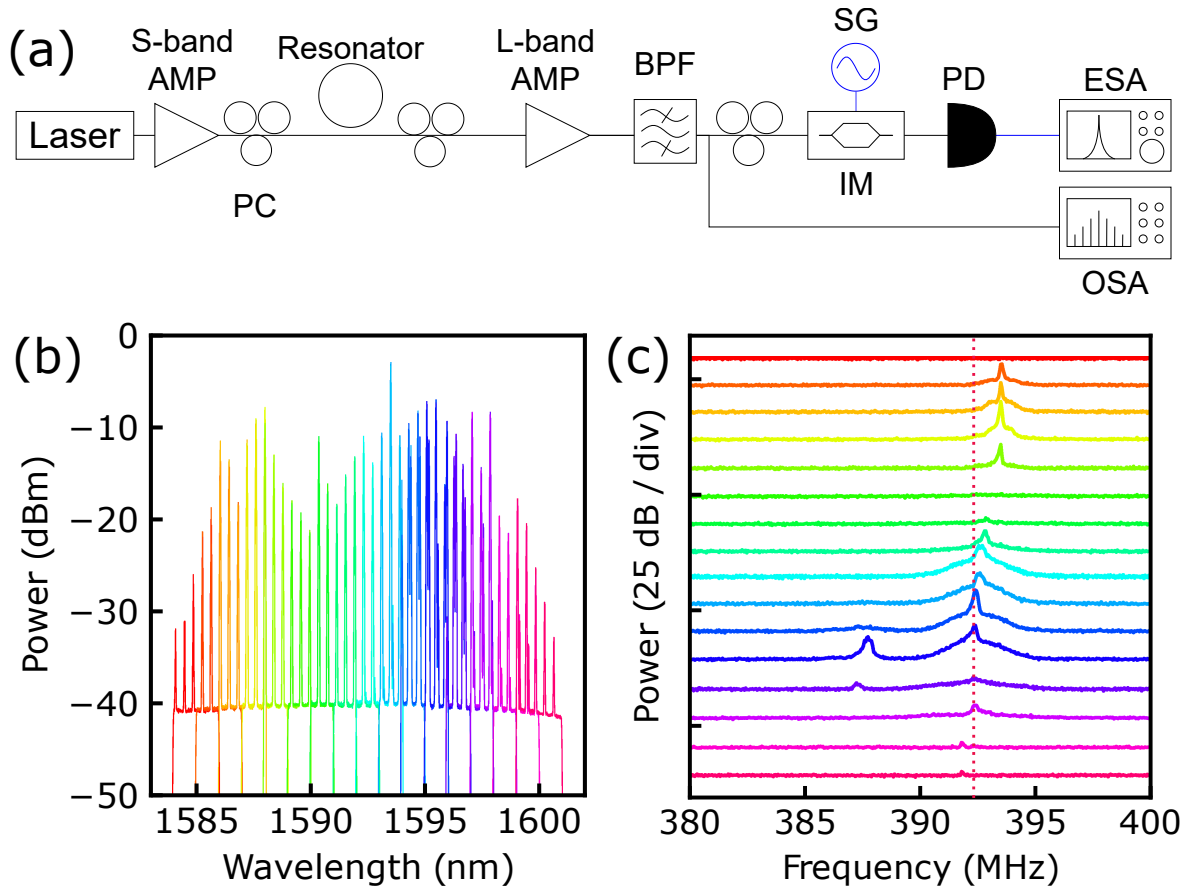 (a)
S-band
AMP
Resonator
L-band
AMP
BPF
SG
PD
ESA
Laser
PC
IM
OSA
(b)
0
−10
−20
−30
−40
−50
Power (dBm)
1585 1590 1595 1600
Wavelength (nm)
(c)
Power (25 dB / div)
380 385 390 395 400
Frequency (MHz)